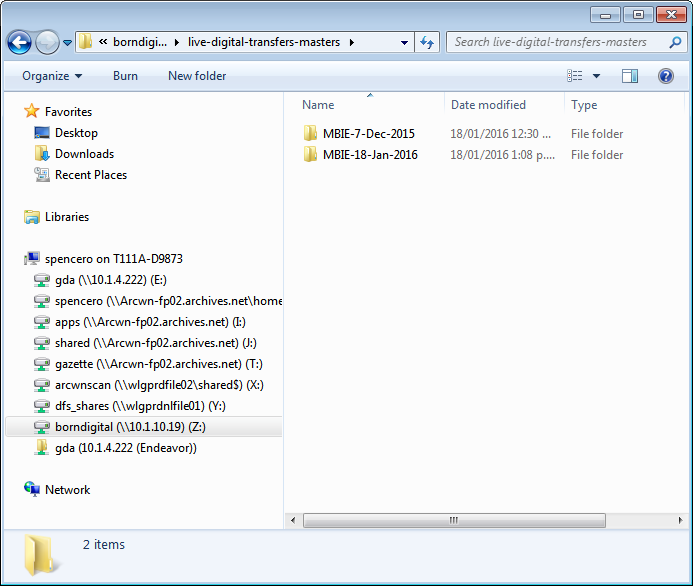 « borndigi... ▸ live-digital-transfers-masters ▸ Search live-digital-transfers-masters
Organize Burn New folder
Name Date modified Type
MBIE-7-Dec-2015 18/01/2016 12:30 ... File folder
MBIE-18-Jan-2016 18/01/2016 1:08 p.... File folder
Favorites
Desktop
Downloads
Recent Places
Libraries
spencero on T111A-D9873
gda (\\10.1.4.222) (E:)
spencero (\\Arcwn-fp02.archives.net\home
apps (\\Arcwn-fp02.archives.net) (I:)
shared (\\Arcwn-fp02.archives.net) (J:)
gazette (\\Arcwn-fp02.archives.net) (T:)
arcwnscan (\\wlgprdfile02\shared$) (X:)
dfs_shares (\\wlgprdnlfile01) (Y:)
borndigital (\\10.1.10.19) (Z:)
gda (10.1.4.222 (Endeavor))
Network
2 items